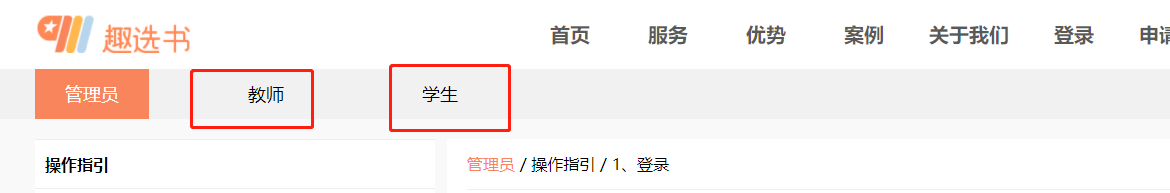 趣选书 首页 服务 优势 案例 关于我们 登录 申请
管理员 教师 学生
操作指引 管理员 / 操作指引 / 1、登录